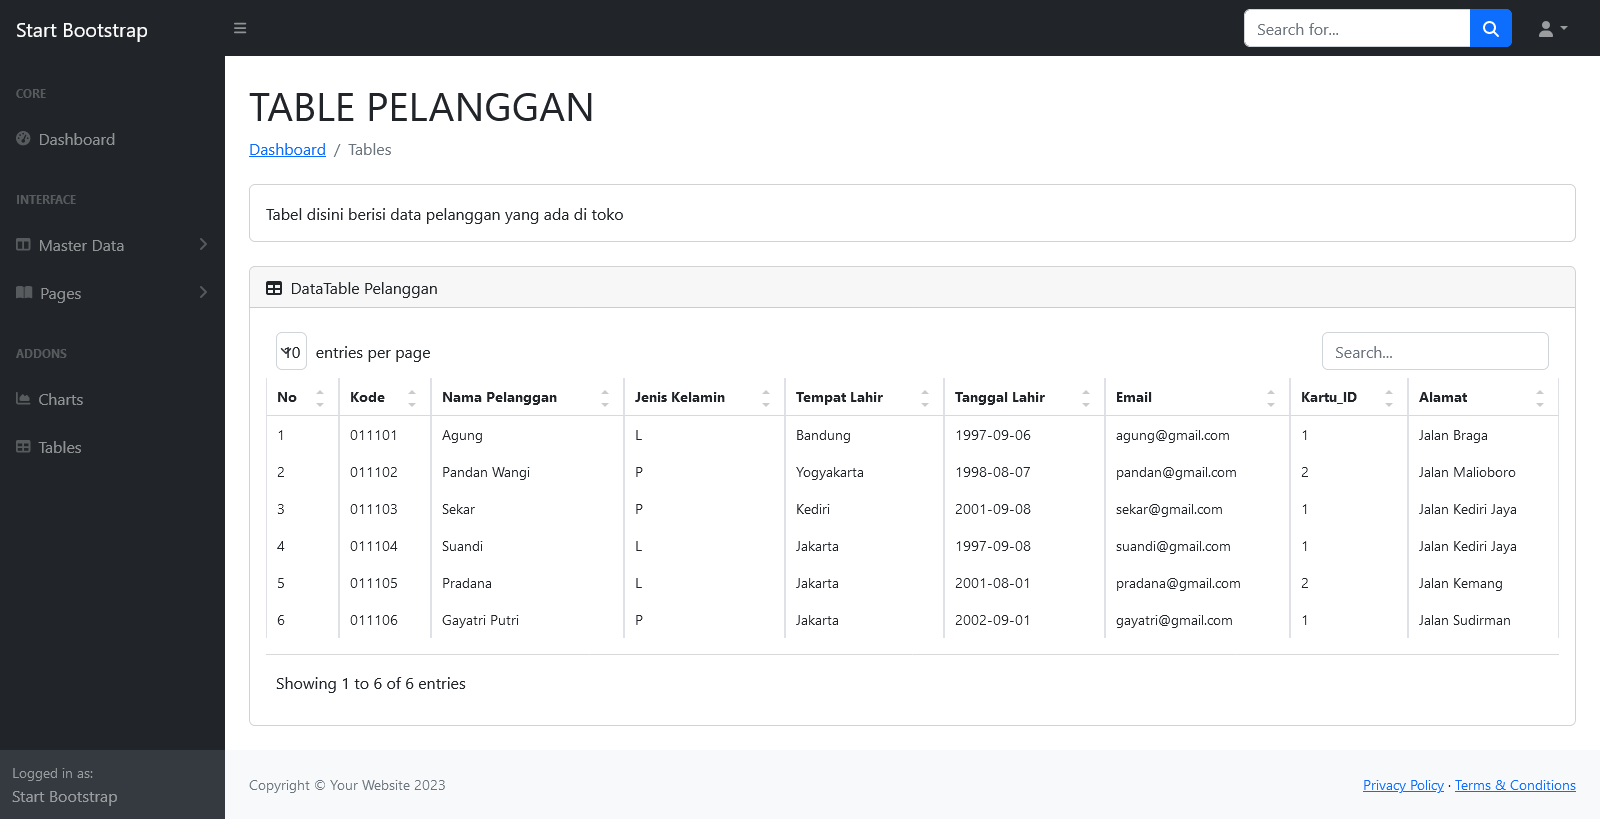 Start Bootstrap
Search for...
CORE
Dashboard
INTERFACE
Master Data
Pages
ADDONS
Charts
Tables
Logged in as:
Start Bootstrap
TABLE PELANGGAN
Dashboard / Tables
Tabel disini berisi data pelanggan yang ada di toko
DataTable Pelanggan
10 entries per page
Search...
No Kode Nama Pelanggan Jenis Kelamin Tempat Lahir Tanggal Lahir Email Kartu_ID Alamat
1 011101 Agung L Bandung 1997-09-06 agung@gmail.com 1 Jalan Braga
2 011102 Pandan Wangi P Yogyakarta 1998-08-07 pandan@gmail.com 2 Jalan Malioboro
3 011103 Sekar P Kediri 2001-09-08 sekar@gmail.com 1 Jalan Kediri Jaya
4 011104 Suandi L Jakarta 1997-09-08 suandi@gmail.com 1 Jalan Kediri Jaya
5 011105 Pradana L Jakarta 2001-08-01 pradana@gmail.com 2 Jalan Kemang
6 011106 Gayatri Putri P Jakarta 2002-09-01 gayatri@gmail.com 1 Jalan Sudirman
Showing 1 to 6 of 6 entries
Copyright © Your Website 2023
Privacy Policy · Terms & Conditions